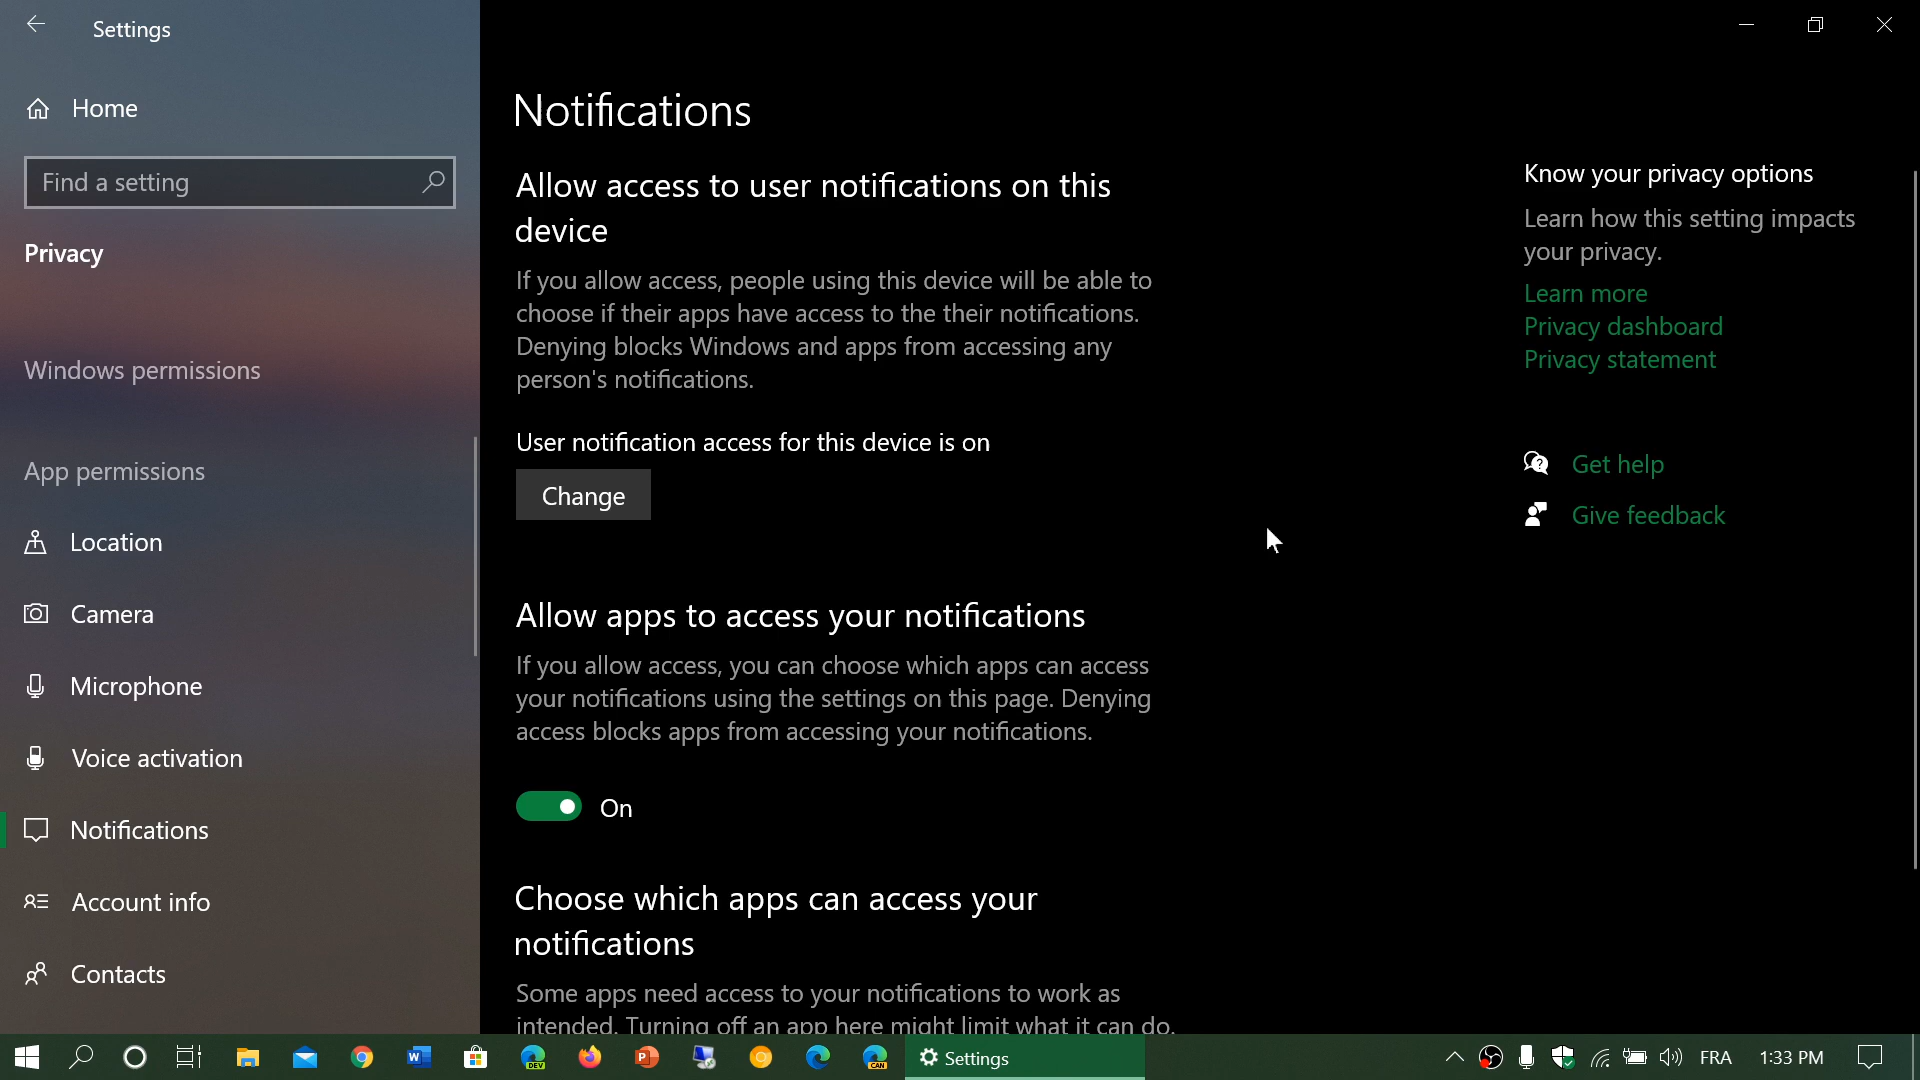 Settings
Home
Find a setting
Privacy
Windows permissions
App permissions
Location
Camera
Microphone
Voice activation
Notifications
Account info
Contacts
Notifications
Allow access to user notifications on this
device
If you allow access, people using this device will be able to
choose if their apps have access to the their notifications.
Denying blocks Windows and apps from accessing any
person's notifications.
User notification access for this device is on
Change
Allow apps to access your notifications
If you allow access, you can choose which apps can access
your notifications using the settings on this page. Denying
access blocks apps from accessing your notifications.
On
Choose which apps can access your
notifications
Some apps need access to your notifications to work as
intended. Turning off an app here might limit what it can do.
Know your privacy options
Learn how this setting impacts
your privacy.
Learn more
Privacy dashboard
Privacy statement
Get help
Give feedback
W
DEV
P
CAN
Settings
FRA
1:33 PM